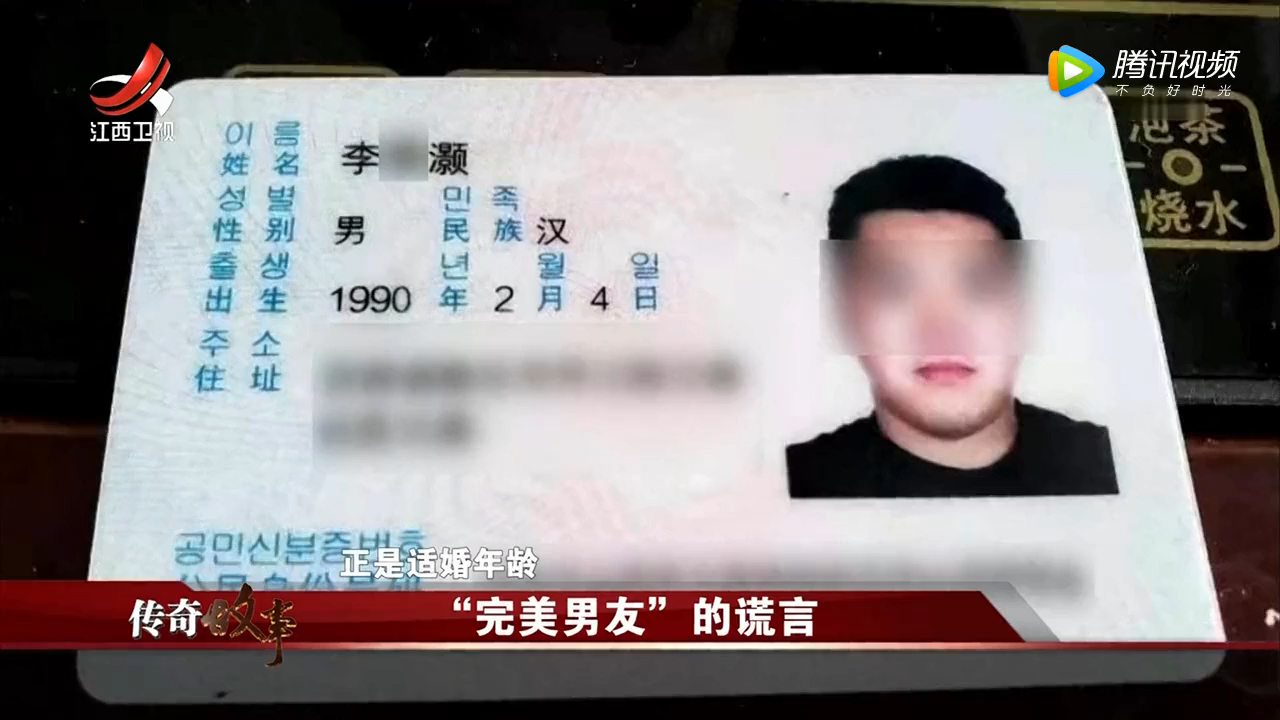 江西卫视
腾讯视频
不负好时光
泡茶
烧水
이름
姓名 李 灏
성별 민족
性别 男 民族 汉
출생 년 월 일
出生 1990 年 2 月 4 日
주소
住址
공민신분증번호
正是适婚年龄
传奇故事
“完美男友”的谎言